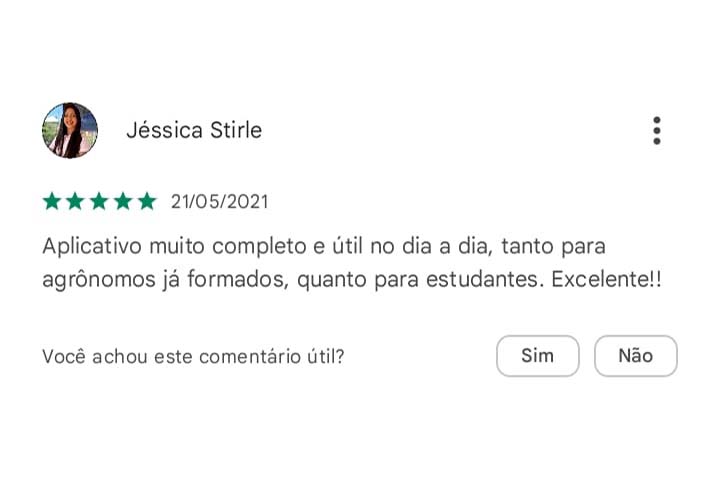 Jéssica Stirle
21/05/2021
Aplicativo muito completo e útil no dia a dia, tanto para
agrônomos já formados, quanto para estudantes. Excelente!!
Você achou este comentário útil?
Sim
Não